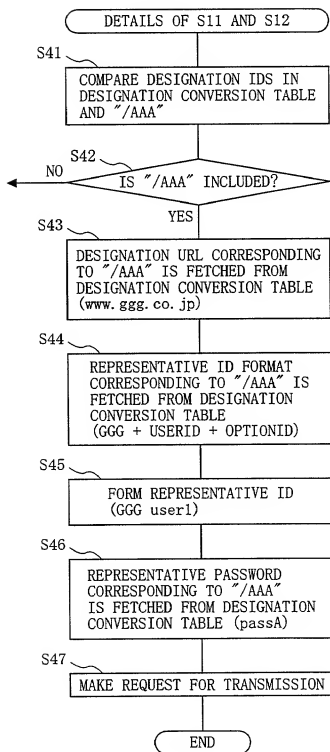 DETAILS OF S11 AND S12
S41
COMPARE DESIGNATION IDS IN
DESIGNATION CONVERSION TABLE
AND "/AAA"
S42
NO
IS "/AAA" INCLUDED?
YES
S43
DESIGNATION URL CORRESPONDING
TO "/AAA" IS FETCHED FROM
DESIGNATION CONVERSION TABLE
(www.ggg.co.jp)
S44
REPRESENTATIVE ID FORMAT
CORRESPONDING TO "/AAA" IS
FETCHED FROM DESIGNATION
CONVERSION TABLE
(GGG + USERID + OPTIONID)
S45
FORM REPRESENTATIVE ID
(GGG user1)
S46
REPRESENTATIVE PASSWORD
CORRESPONDING TO "/AAA"
IS FETCHED FROM DESIGNATION
CONVERSION TABLE (passA)
S47
MAKE REQUEST FOR TRANSMISSION
END